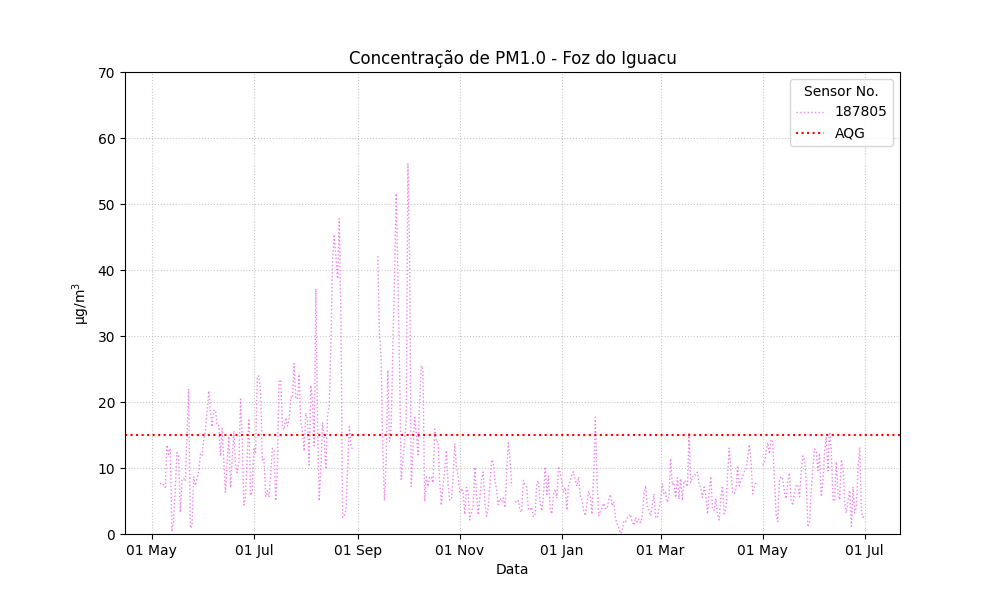 Concentração de PM1.0 - Foz do Iguacu
70
60
50
40
30
20
10
0
µg/m³
Sensor No.
187805
AQG
01 May
01 Jul
01 Sep
01 Nov
01 Jan
01 Mar
01 May
01 Jul
Data